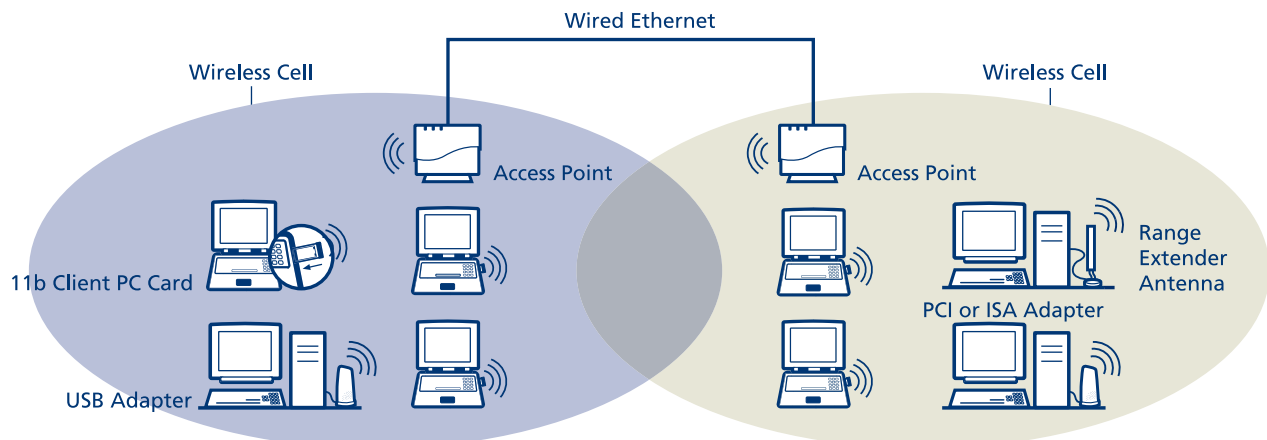 Wired Ethernet
Wireless Cell
Wireless Cell
Access Point
Access Point
11b Client PC Card
Range
Extender
Antenna
PCI or ISA Adapter
USB Adapter